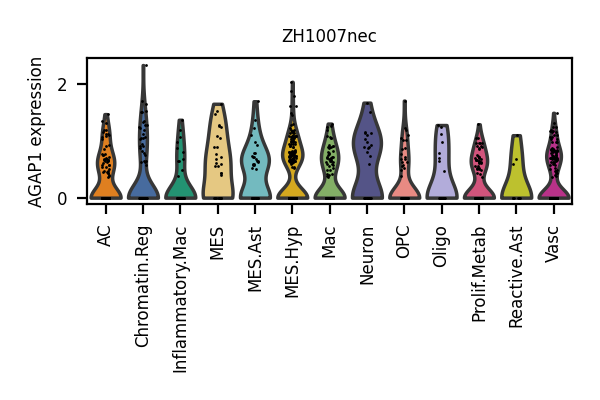 ZH1007nec
AGAP1 expression
2
0
AC
Chromatin.Reg
Inflammatory.Mac
MES
MES.Ast
MES.Hyp
Mac
Neuron
OPC
Oligo
Prolif.Metab
Reactive.Ast
Vasc